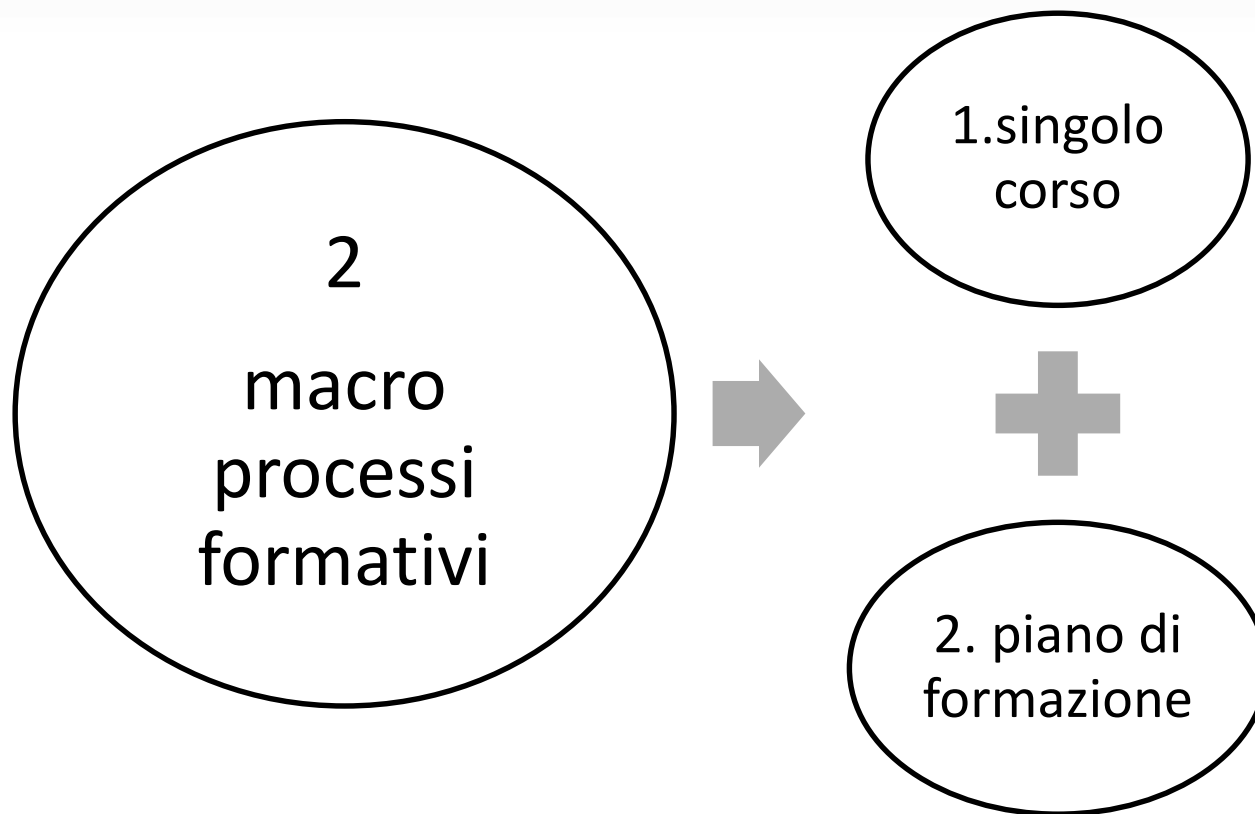 2
macro
processi
formativi
1.singolo
corso
2. piano di
formazione